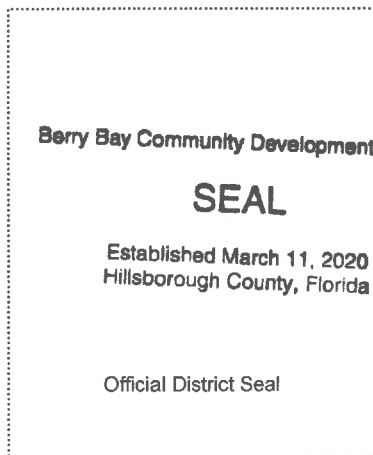 Berry Bay Community Development
SEAL
Established March 11, 2020
Hillsborough County, Florida
Official District Seal